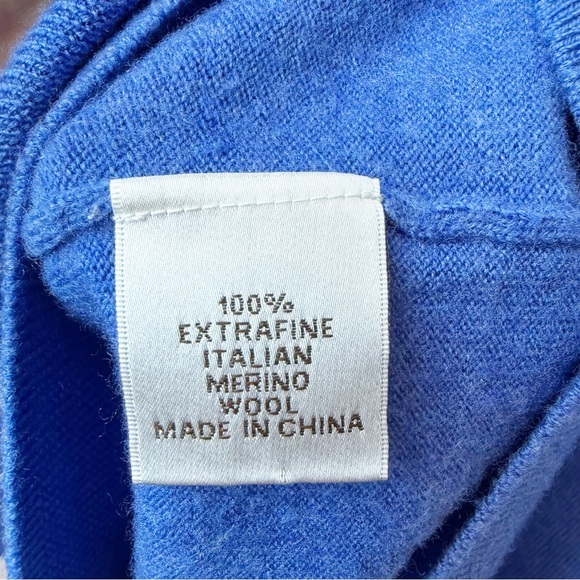 100%
EXTRAFINE
ITALIAN
MERINO
WOOL
MADE IN CHINA